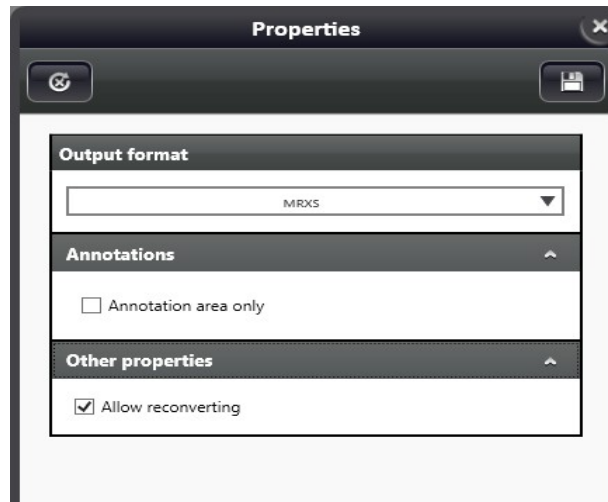 Properties
Output format
MRXS
Annotations
Annotation area only
Other properties
Allow reconverting